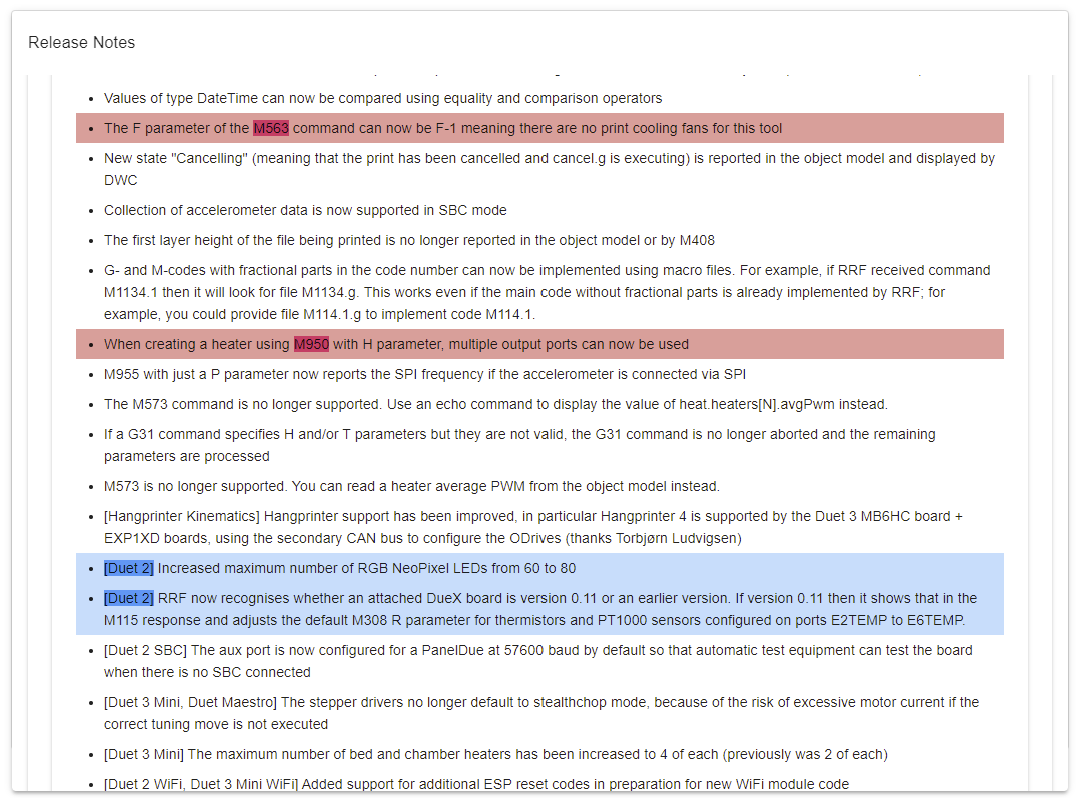 Release Notes
Values of type DateTime can now be compared using equality and comparison operators
The F parameter of the M563 command can now be F-1 meaning there are no print cooling fans for this tool
New state "Cancelling" (meaning that the print has been cancelled and cancel.g is executing) is reported in the object model and displayed by
DWC
Collection of accelerometer data is now supported in SBC mode
The first layer height of the file being printed is no longer reported in the object model or by M408
G- and M-codes with fractional parts in the code number can now be implemented using macro files. For example, if RRF received command
M1134.1 then it will look for file M1134.g. This works even if the main code without fractional parts is already implemented by RRF; for
example, you could provide file M114.1.g to implement code M114.1.
When creating a heater using M950 with H parameter, multiple output ports can now be used
M955 with just a P parameter now reports the SPI frequency if the accelerometer is connected via SPI
The M573 command is no longer supported. Use an echo command to display the value of heat.heaters[N].avgPwm instead.
If a G31 command specifies H and/or T parameters but they are not valid, the G31 command is no longer aborted and the remaining
parameters are processed
M573 is no longer supported. You can read a heater average PWM from the object model instead.
[Hangprinter Kinematics] Hangprinter support has been improved, in particular Hangprinter 4 is supported by the Duet 3 MB6HC board +
EXP1XD boards, using the secondary CAN bus to configure the ODrives (thanks Torbjørn Ludvigsen)
[Duet 2] Increased maximum number of RGB NeoPixel LEDs from 60 to 80
[Duet 2] RRF now recognises whether an attached DueX board is version 0.11 or an earlier version. If version 0.11 then it shows that in the
M115 response and adjusts the default M308 R parameter for thermistors and PT1000 sensors configured on ports E2TEMP to E6TEMP.
[Duet 2 SBC] The aux port is now configured for a PanelDue at 57600 baud by default so that automatic test equipment can test the board
when there is no SBC connected
[Duet 3 Mini, Duet Maestro] The stepper drivers no longer default to stealthchop mode, because of the risk of excessive motor current if the
correct tuning move is not executed
[Duet 3 Mini] The maximum number of bed and chamber heaters has been increased to 4 of each (previously was 2 of each)
[Duet 2 WiFi, Duet 3 Mini WiFi] Added support for additional ESP reset codes in preparation for new WiFi module code